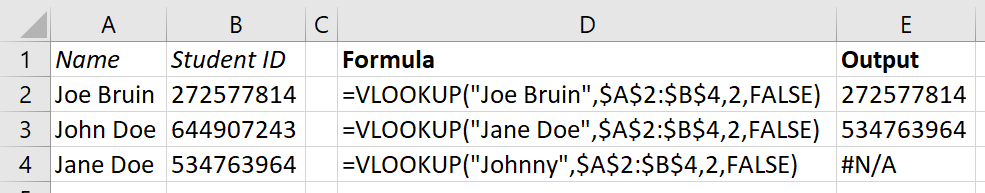 A B C D E
1 Name Student ID Formula Output
2 Joe Bruin 272577814 =VLOOKUP("Joe Bruin",$A$2:$B$4,2,FALSE) 272577814
3 John Doe 644907243 =VLOOKUP("Jane Doe",$A$2:$B$4,2,FALSE) 534763964
4 Jane Doe 534763964 =VLOOKUP("Johnny",$A$2:$B$4,2,FALSE) #N/A